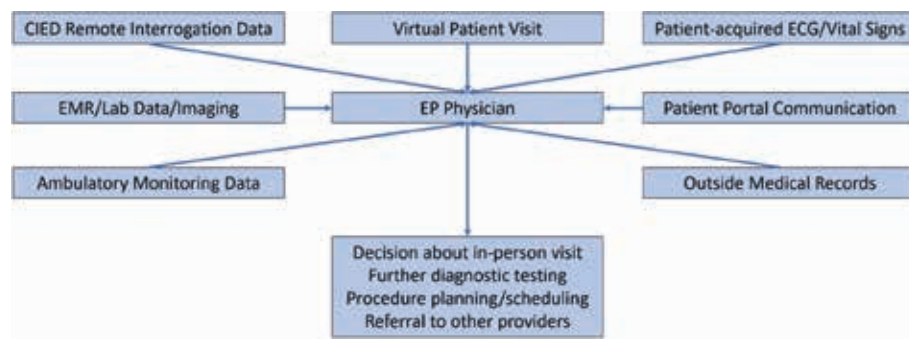 CIED Remote Interrogation Data
Virtual Patient Visit
Patient-acquired ECG/Vital Signs
EMR/Lab Data/Imaging
EP Physician
Patient Portal Communication
Ambulatory Monitoring Data
Outside Medical Records
Decision about in-person visit
Further diagnostic testing
Procedure planning/scheduling
Referral to other providers